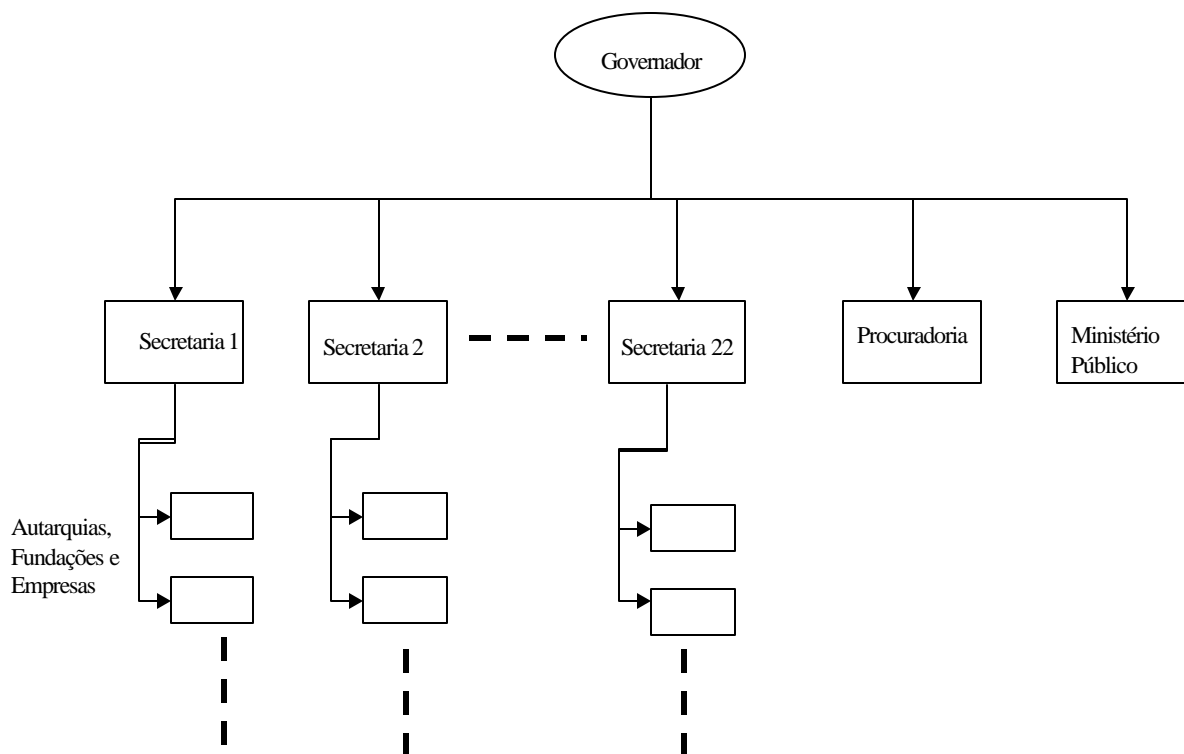 Governador
Secretaria 1
Secretaria 2
Secretaria 22
Procuradoria
Ministério
Público
Autarquias,
Fundações e
Empresas